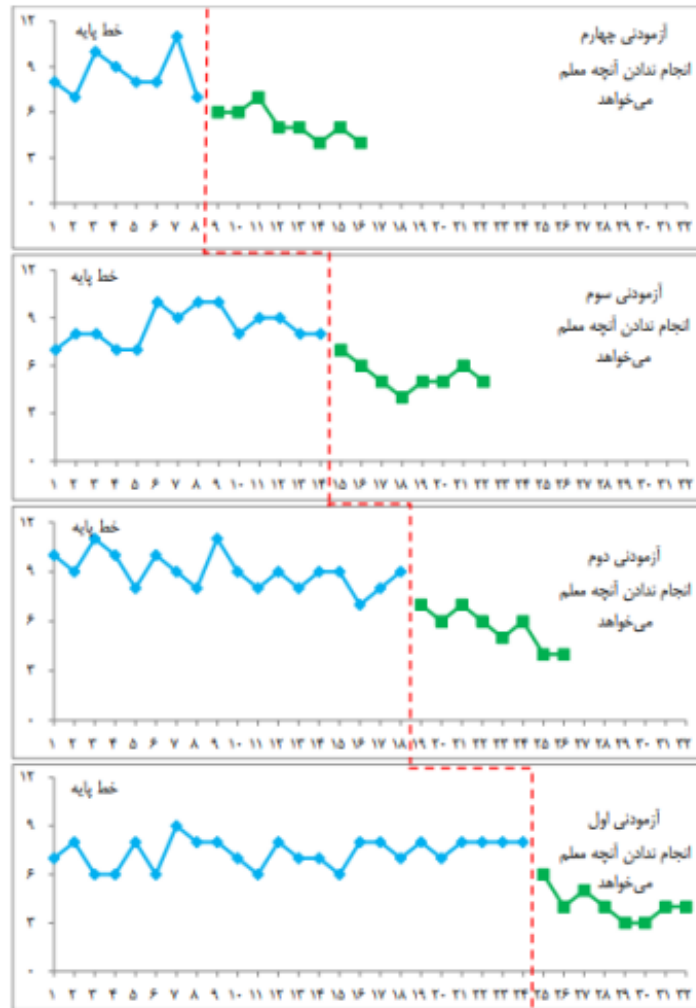 خط پایه
آزمودنی چهارم
انجام ندادن آنچه معلم
می‌خواهد
۱۲
۹
۶
۳
۰
۱ ۲ ۳ ۴ ۵ ۶ ۷ ۸ ۹ ۱۰ ۱۱ ۱۲ ۱۳ ۱۴ ۱۵ ۱۶ ۱۷ ۱۸ ۱۹ ۲۰ ۲۱ ۲۲ ۲۳ ۲۴ ۲۵ ۲۶ ۲۷ ۲۸ ۲۹ ۳۰ ۳۱ ۳۲
خط پایه
آزمودنی سوم
انجام ندادن آنچه معلم
می‌خواهد
۱۲
۹
۶
۳
۰
۱ ۲ ۳ ۴ ۵ ۶ ۷ ۸ ۹ ۱۰ ۱۱ ۱۲ ۱۳ ۱۴ ۱۵ ۱۶ ۱۷ ۱۸ ۱۹ ۲۰ ۲۱ ۲۲ ۲۳ ۲۴ ۲۵ ۲۶ ۲۷ ۲۸ ۲۹ ۳۰ ۳۱ ۳۲
خط پایه
آزمودنی دوم
انجام ندادن آنچه معلم
می‌خواهد
۱۲
۹
۶
۳
۰
۱ ۲ ۳ ۴ ۵ ۶ ۷ ۸ ۹ ۱۰ ۱۱ ۱۲ ۱۳ ۱۴ ۱۵ ۱۶ ۱۷ ۱۸ ۱۹ ۲۰ ۲۱ ۲۲ ۲۳ ۲۴ ۲۵ ۲۶ ۲۷ ۲۸ ۲۹ ۳۰ ۳۱ ۳۲
خط پایه
آزمودنی اول
انجام ندادن آنچه معلم
می‌خواهد
۱۲
۹
۶
۳
۰
۱ ۲ ۳ ۴ ۵ ۶ ۷ ۸ ۹ ۱۰ ۱۱ ۱۲ ۱۳ ۱۴ ۱۵ ۱۶ ۱۷ ۱۸ ۱۹ ۲۰ ۲۱ ۲۲ ۲۳ ۲۴ ۲۵ ۲۶ ۲۷ ۲۸ ۲۹ ۳۰ ۳۱ ۳۲